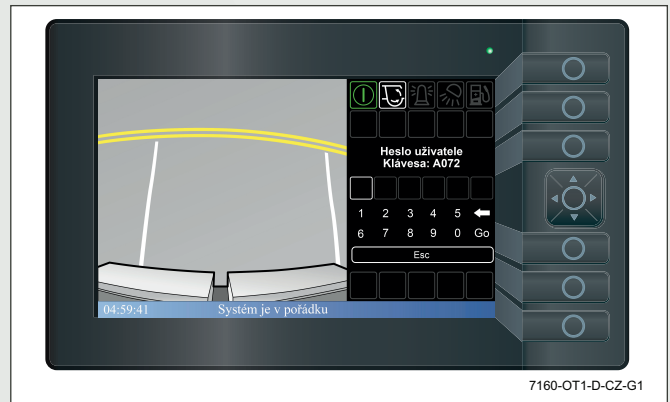 Heslo uživatele
Klávesa: A072
1 2 3 4 5
6 7 8 9 0 Go
Esc
04:59:41 Systém je v pořádku
7160-OT1-D-CZ-G1